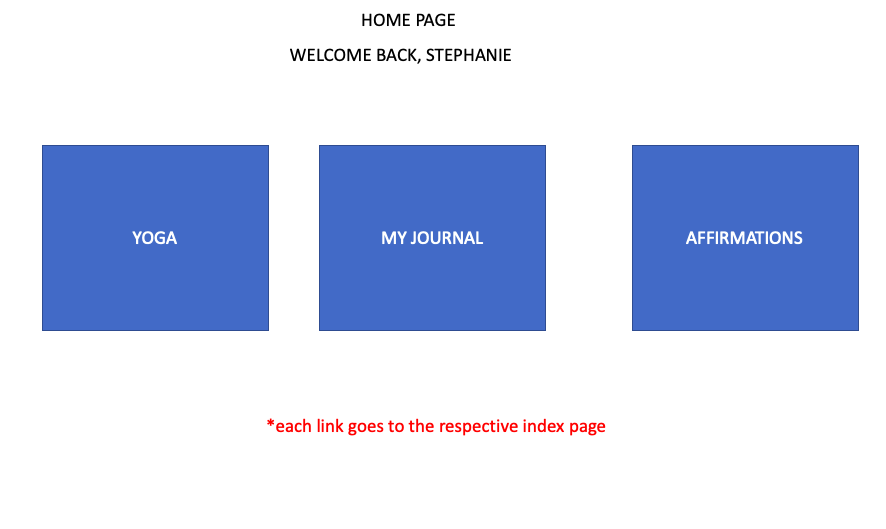 HOME PAGE
WELCOME BACK, STEPHANIE
YOGA
MY JOURNAL
AFFIRMATIONS
*each link goes to the respective index page